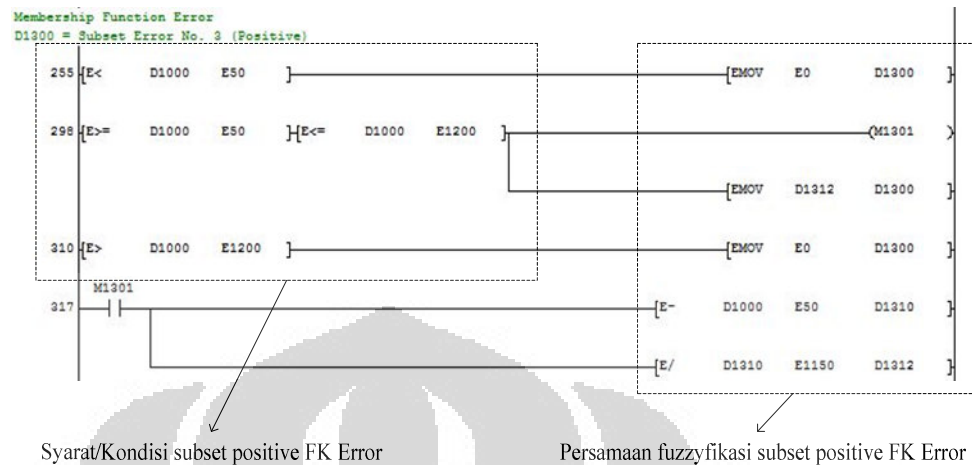 Membership Function Error
D1300 = Subset Error No. 3 (Positive)
255 [E< D1000 E50 ] [EMOV E0 D1300 ]
298 [E>= D1000 E50 ] [E<= D1000 E1200 ] (M1301 )
[EMOV D1312 D1300 ]
310 [E> D1000 E1200 ] [EMOV E0 D1300 ]
M1301
317 [E- D1000 E50 D1310 ]
[E/ D1310 E1150 D1312 ]
Syarat/Kondisi subset positive FK Error Persamaan fuzzyfikasi subset positive FK Error